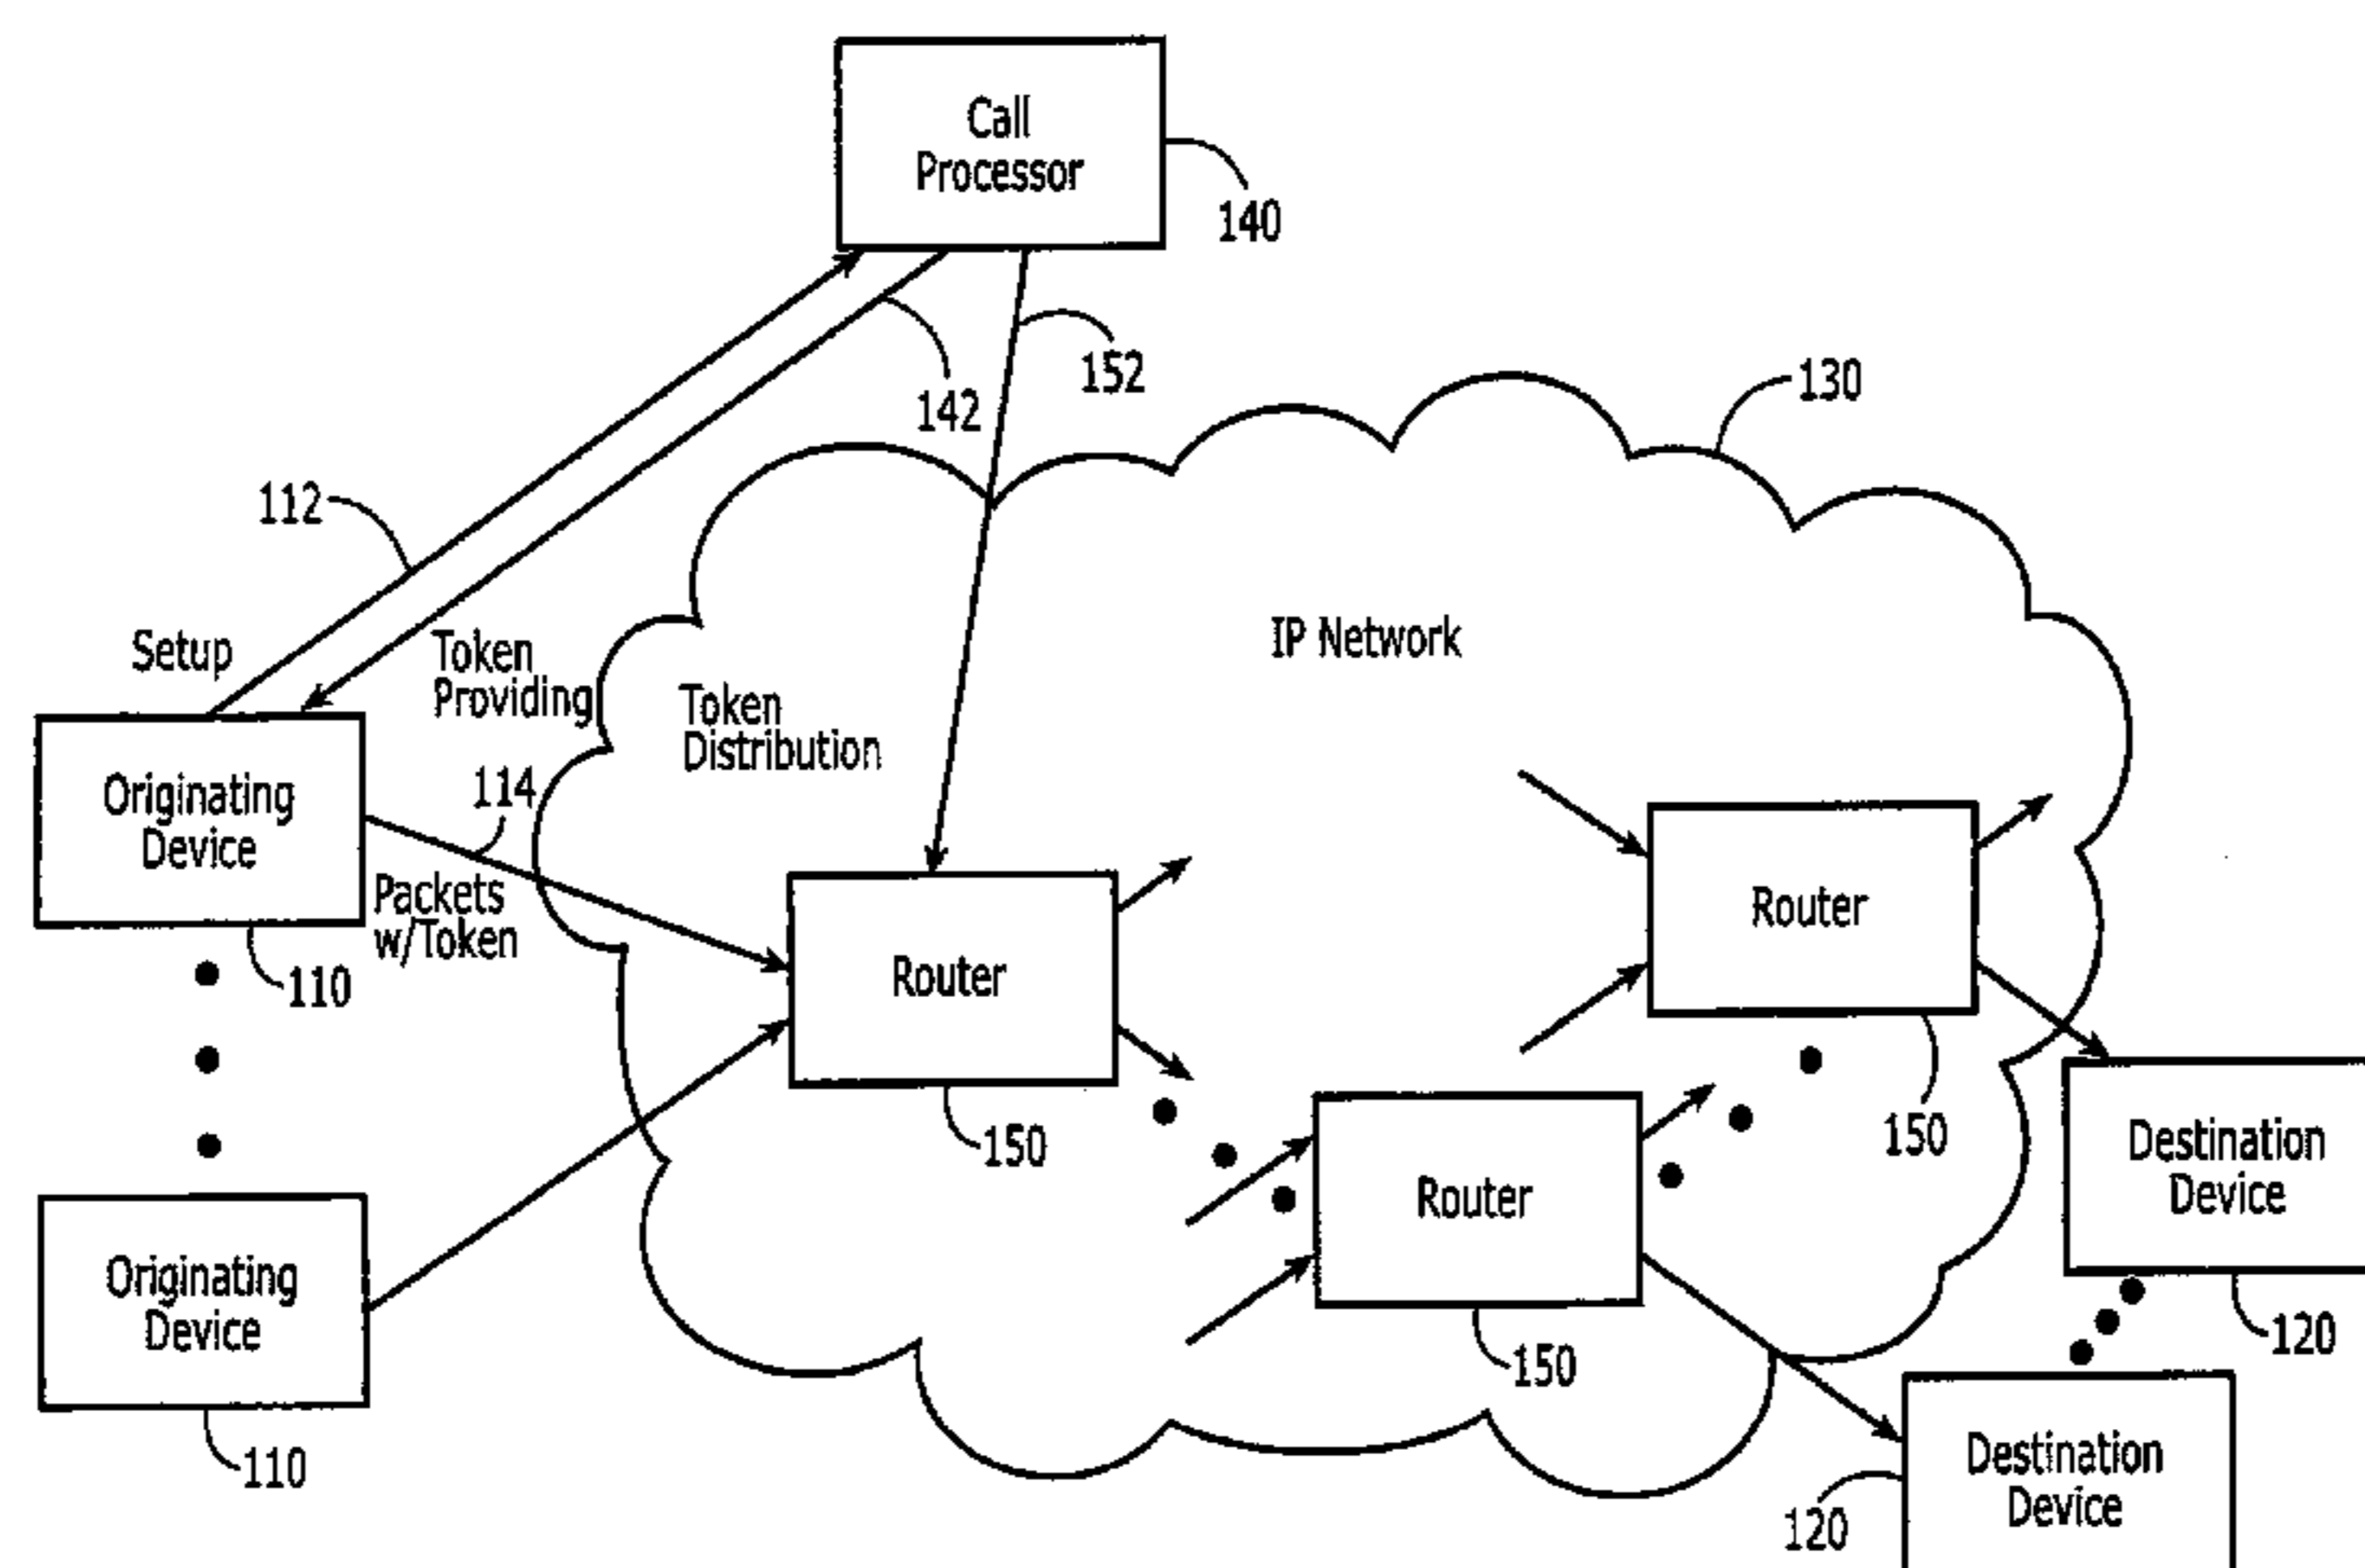 Call
Processor
140
152
142
130
112
IP Network
Setup
Token
Providing
Token
Distribution
114
Originating
Device
Packets
w/Token
Router
Router
110
150
150
Destination
Device
Router
Originating
Device
120
150
110
Destination
Device
120